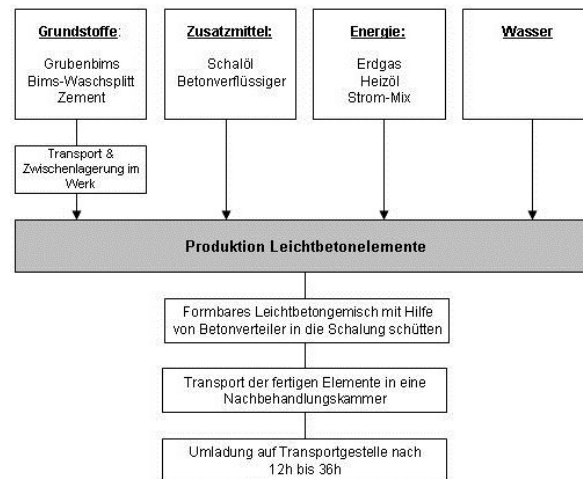 Grundstoffe:
Grubenbims
Bims-Waschsplitt
Zement
Transport &
Zwischenlagerung im
Werk
Zusatzmittel:
Schalöl
Betonverflüssiger
Energie:
Erdgas
Heizöl
Strom-Mix
Wasser
Produktion Leichtbetonelemente
Formbares Leichtbetongemisch mit Hilfe
von Betonverteiler in die Schalung schütten
Transport der fertigen Elemente in eine
Nachbehandlungskammer
Umladung auf Transportgestelle nach
12h bis 36h